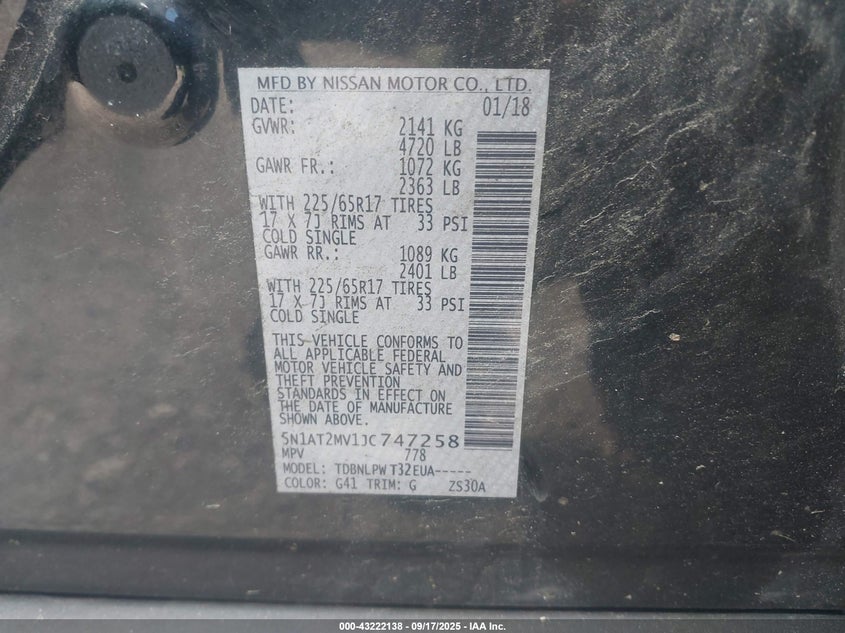 MFD BY NISSAN MOTOR CO., LTD.
DATE: 01/18
GVWR: 2141 KG
4720 LB
GAWR FR.: 1072 KG
2363 LB
WITH 225/65R17 TIRES
17 X 7J RIMS AT 33 PSI
COLD SINGLE
GAWR RR.: 1089 KG
2401 LB
WITH 225/65R17 TIRES
17 X 7J RIMS AT 33 PSI
COLD SINGLE
THIS VEHICLE CONFORMS TO
ALL APPLICABLE FEDERAL
MOTOR VEHICLE SAFETY AND
THEFT PREVENTION
STANDARDS IN EFFECT ON
THE DATE OF MANUFACTURE
SHOWN ABOVE.
5N1AT2MV1JC747258
MPV 778
MODEL: TDBNLPW T32EUA-----
COLOR: G41 TRIM: G ZS30A
000-43222138 - 09/17/2025 - IAA Inc.